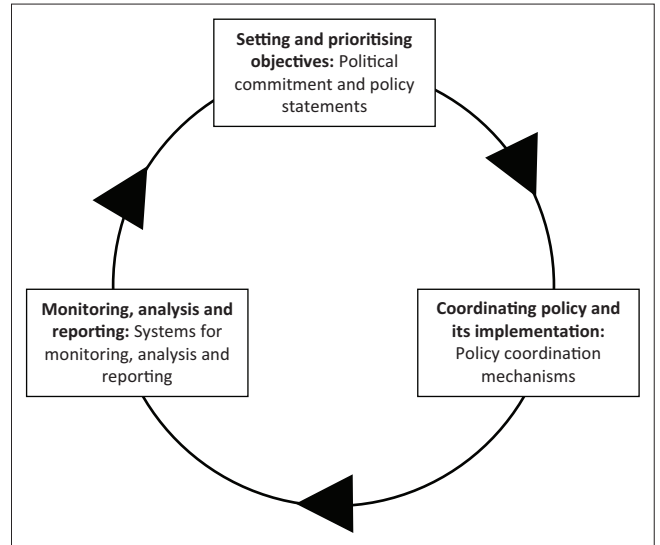 Setting and prioritising
objectives: Political
commitment and policy
statements
Monitoring, analysis and
reporting: Systems for
monitoring, analysis and
reporting
Coordinating policy and
its implementation:
Policy coordination
mechanisms